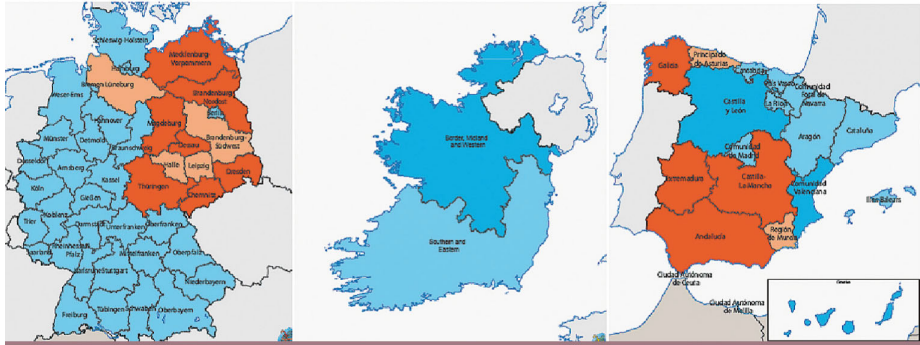 Schleswig-Holstein
Mecklenburg-
Vorpommern
Hamburg
Bremen
Lüneburg
Brandenburg-
Nordost
Weser-Ems
Berlin
Hannover
Magdeburg
Brandenburg-
Südwest
Münster
Detmold
Braunschweig
Dessau
Düsseldorf
Arnsberg
Kassel
Halle
Leipzig
Dresden
Köln
Gießen
Thüringen
Chemnitz
Trier
Koblenz
Darmstadt
Unterfranken
Oberfranken
Saarland
Rheinhessen-
Pfalz
Mittelfranken
Oberpfalz
Karlsruhe
Stuttgart
Niederbayern
Freiburg
Tübingen
Schwaben
Oberbayern
Border, Midland
and Western
Southern and
Eastern
Galicia
Principado
de Asturias
Cantabria
País Vasco
Comunidad
Foral de
Navarra
La Rioja
Castilla
y León
Aragón
Cataluña
Comunidad
de Madrid
Extremadura
Castilla-
La Mancha
Comunidad
Valenciana
Illes Balears
Región
de Murcia
Andalucía
Ciudad Autónoma
de Ceuta
Ciudad Autónoma
de Melilla
Canarias